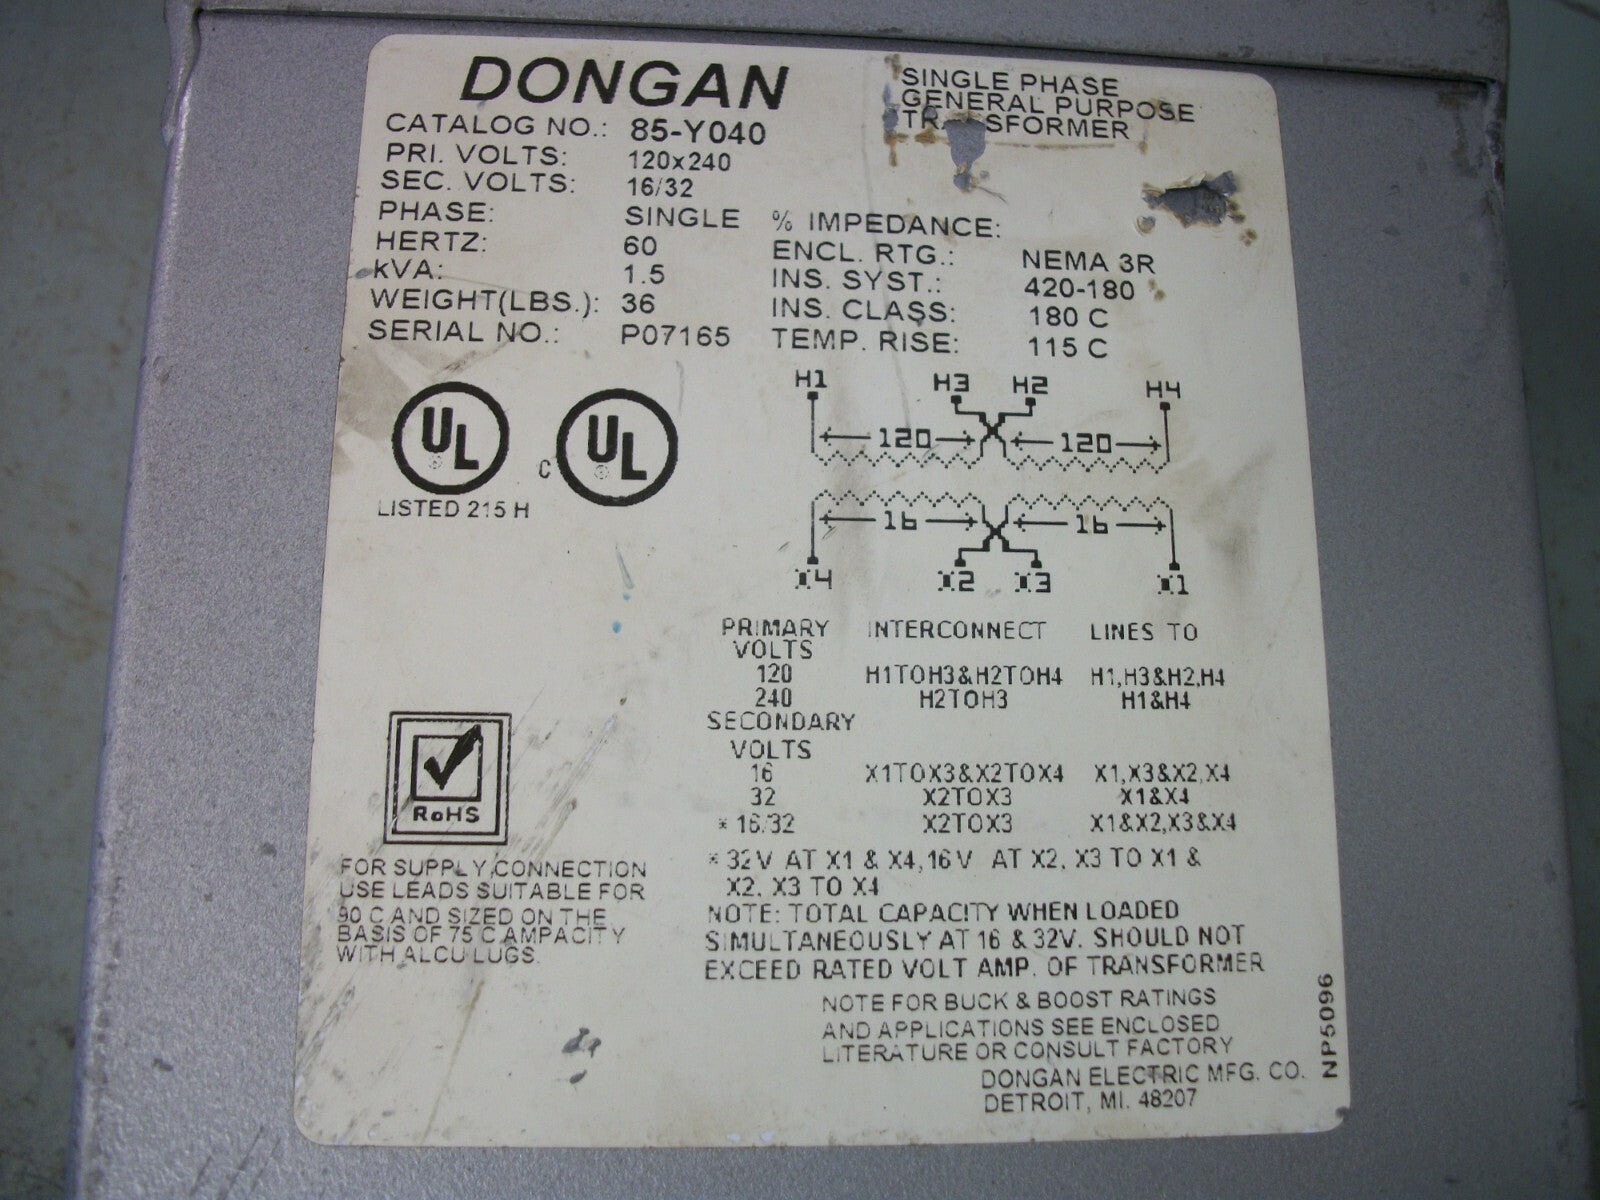 DONGAN
SINGLE PHASE
GENERAL PURPOSE
TRANSFORMER
CATALOG NO.: 85-Y040
PRI. VOLTS: 120x240
SEC. VOLTS: 16/32
PHASE: SINGLE
HERTZ: 60
kVA: 1.5
WEIGHT(LBS.): 36
SERIAL NO.: P07165
% IMPEDANCE:
ENCL. RTG.: NEMA 3R
INS. SYST.: 420-180
INS. CLASS: 180 C
TEMP. RISE: 115 C
H1 H3 H2 H4
120 120
16 16
X4 X2 X3 X1
UL
C UL
LISTED 215 H
PRIMARY INTERCONNECT LINES TO
VOLTS
120 H1TOH3&H2TOH4 H1,H3&H2,H4
240 H2TOH3 H1&H4
SECONDARY
VOLTS
16 X1TOX3&X2TOX4 X1,X3&X2,X4
32 X2TOX3 X1&X4
* 16/32 X2TOX3 X1&X2,X3&X4
* 32V AT X1 & X4, 16V AT X2, X3 TO X1 &
X2, X3 TO X4
NOTE: TOTAL CAPACITY WHEN LOADED
SIMULTANEOUSLY AT 16 & 32V. SHOULD NOT
EXCEED RATED VOLT AMP. OF TRANSFORMER
RoHS
FOR SUPPLY CONNECTION
USE LEADS SUITABLE FOR
90 C AND SIZED ON THE
BASIS OF 75 C AMPACITY
WITH ALCU LUGS.
NOTE FOR BUCK & BOOST RATINGS
AND APPLICATIONS SEE ENCLOSED
LITERATURE OR CONSULT FACTORY
DONGAN ELECTRIC MFG. CO.
DETROIT, MI. 48207
NP5096